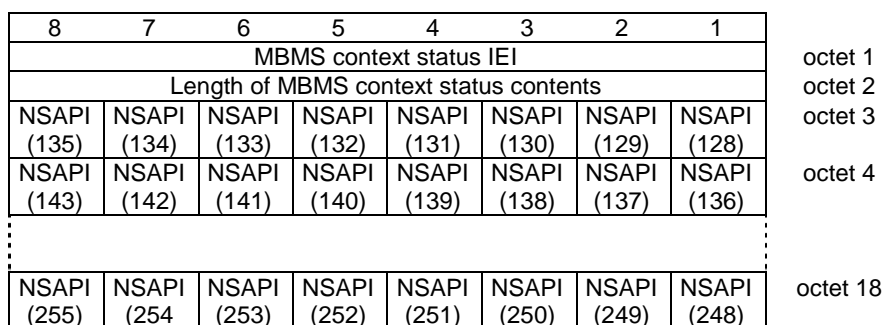 8 7 6 5 4 3 2 1
MBMS context status IEI octet 1
Length of MBMS context status contents octet 2
NSAPI NSAPI NSAPI NSAPI NSAPI NSAPI NSAPI NSAPI octet 3
(135) (134) (133) (132) (131) (130) (129) (128)
NSAPI NSAPI NSAPI NSAPI NSAPI NSAPI NSAPI NSAPI octet 4
(143) (142) (141) (140) (139) (138) (137) (136)
NSAPI NSAPI NSAPI NSAPI NSAPI NSAPI NSAPI NSAPI octet 18
(255) (254 (253) (252) (251) (250) (249) (248)